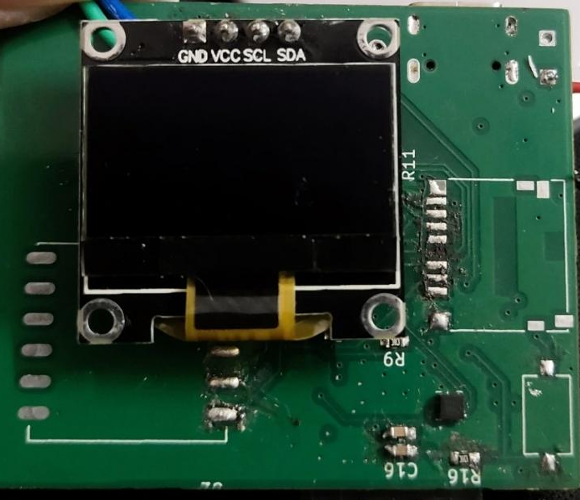 GND VCC SCL SDA
R11
R9
C16
R16